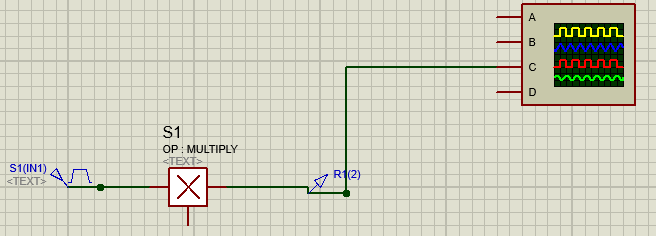 A
B
C
D
S1
OP : MULTIPLY
<TEXT>
S1(IN1)
<TEXT>
R1(2)